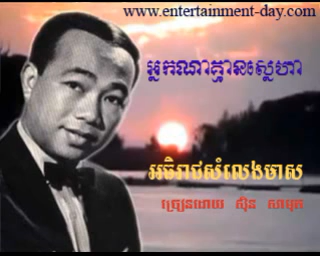 www.entertainment-day.com
អ្នកណាគ្មានស្នេហា
អធិរាជសំលេងមាស
ច្រៀងដោយ ស៊ីន សាមុត